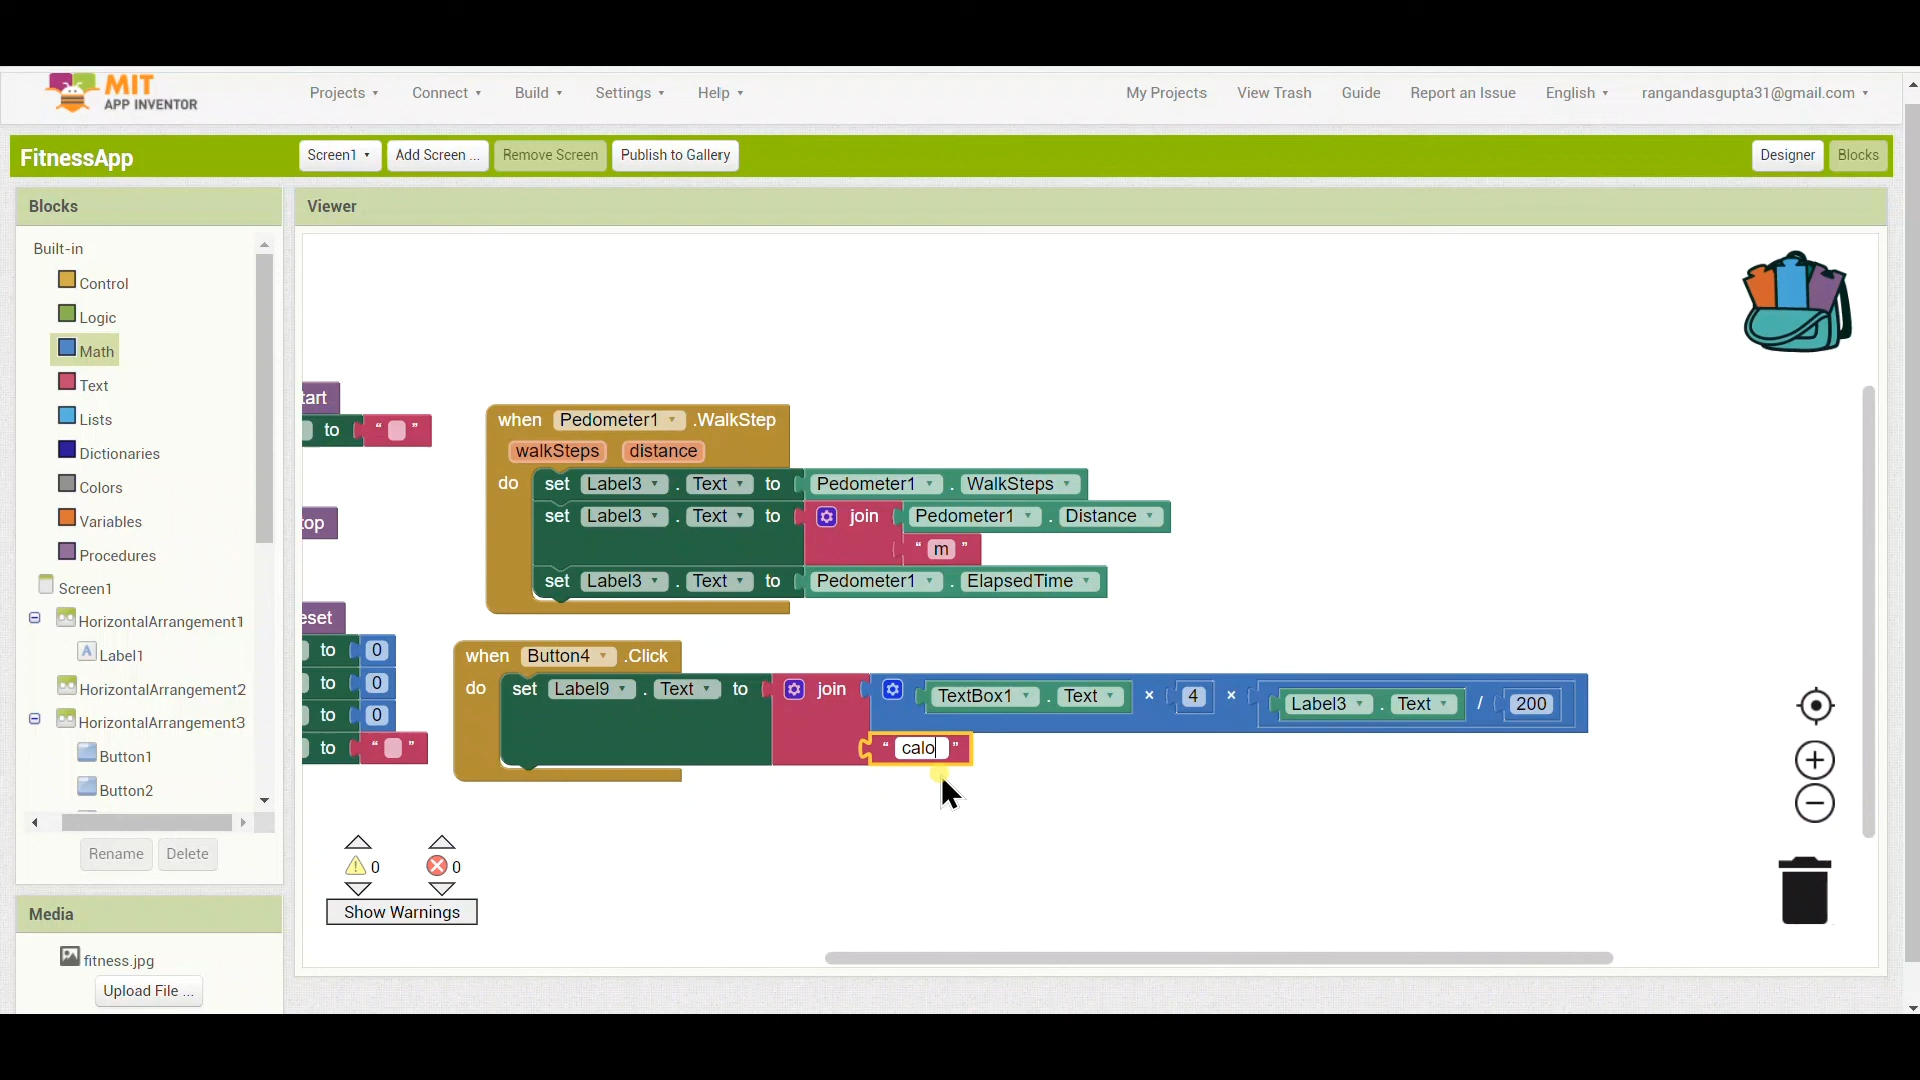 MIT
APP INVENTOR
Projects Connect Build Settings Help My Projects View Trash Guide Report an Issue English rangandasgupta31@gmail.com
FitnessApp Screen1 Add Screen ... Remove Screen Publish to Gallery Designer Blocks
Blocks
Viewer
Built-in
Control
Logic
Math
Text
Lists
Dictionaries
Colors
Variables
Procedures
Screen1
HorizontalArrangement1
Label1
HorizontalArrangement2
HorizontalArrangement3
Button1
Button2
Rename Delete
Media
fitness.jpg
Upload File ...
tart
to “ ”
op
eset
to 0
to 0
to 0
to “ ”
when Pedometer1 .WalkStep
walkSteps distance
do set Label3 . Text to Pedometer1 . WalkSteps
set Label3 . Text to join Pedometer1 . Distance
“ m ”
set Label3 . Text to Pedometer1 . ElapsedTime
when Button4 .Click
do set Label9 . Text to join TextBox1 . Text × 4 × Label3 . Text / 200
“ calo ”
0 0
Show Warnings